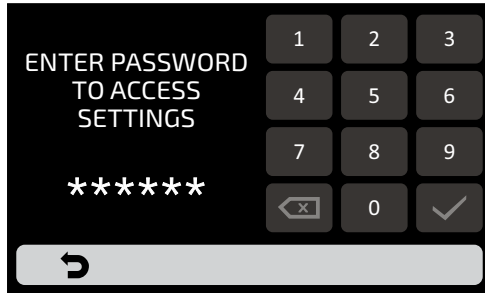 ENTER PASSWORD
TO ACCESS
SETTINGS
******
1 2 3
4 5 6
7 8 9
0